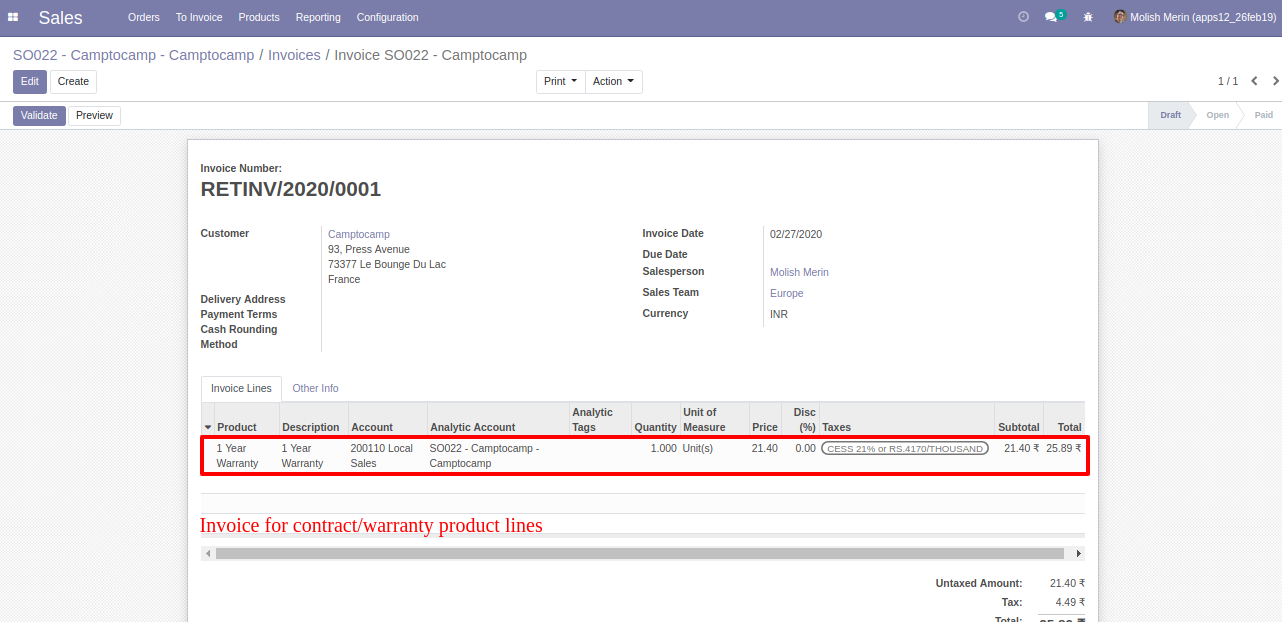 Sales Orders To Invoice Products Reporting Configuration 5 Molish Merin (apps12_26feb19)
SO022 - Camptocamp - Camptocamp / Invoices / Invoice SO022 - Camptocamp
Edit Create Print Action 1 / 1
Validate Preview Draft Open Paid
Invoice Number:
RETINV/2020/0001
Customer Camptocamp
93, Press Avenue
73377 Le Bounge Du Lac
France
Delivery Address
Payment Terms
Cash Rounding
Method
Invoice Date 02/27/2020
Due Date
Salesperson Molish Merin
Sales Team Europe
Currency INR
Invoice Lines Other Info
Analytic Unit of Disc
Product Description Account Analytic Account Tags Quantity Measure Price (%) Taxes Subtotal Total
1 Year 1 Year 200110 Local SO022 - Camptocamp - 1.000 Unit(s) 21.40 0.00 CESS 21% or RS.4170/THOUSAND 21.40 ₹ 25.89 ₹
Warranty Warranty Sales Camptocamp
Invoice for contract/warranty product lines
Untaxed Amount: 21.40 ₹
Tax: 4.49 ₹
Total: 25.89 ₹